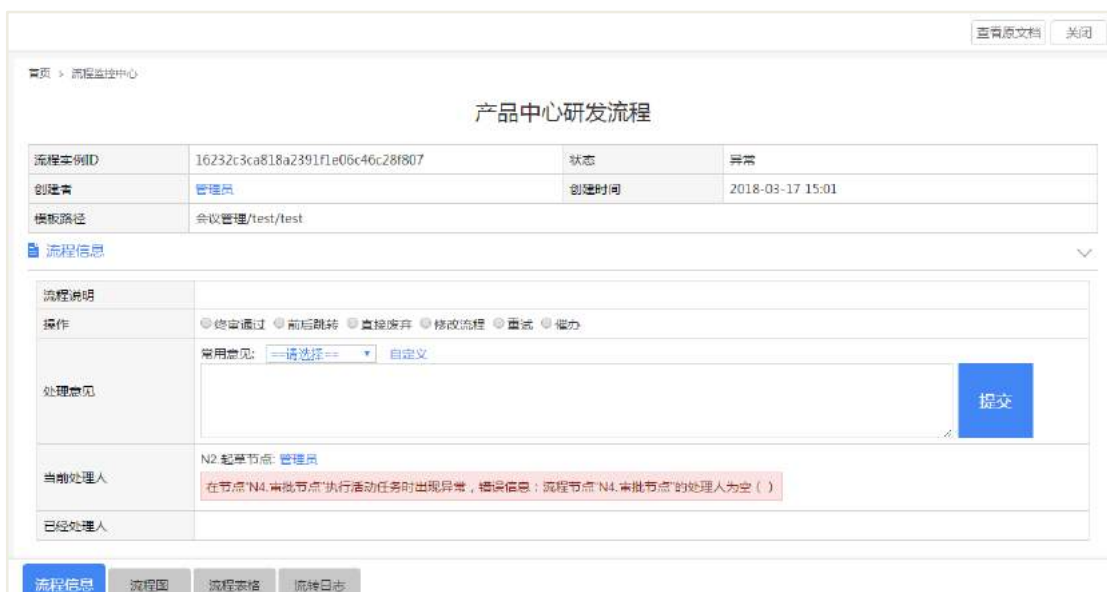 查看原文档 关闭
首页 > 流程监控中心
产品中心研发流程
流程实例ID 16232c3ca818a2391f1e06c46c28f807 状态 异常
创建者 管理员 创建时间 2018-03-17 15:01
模板路径 会议管理/test/test
流程信息
流程说明
操作 终审通过 前后跳转 直接废弃 修改流程 重试 催办
常用意见: ==请选择== 自定义
处理意见
提交
N2.起草节点: 管理员
当前处理人
在节点“N4.审批节点”执行活动任务时出现异常，错误信息：流程节点“N4.审批节点”的处理人为空（ ）
已经处理人
流程信息 流程图 流程表格 流转日志